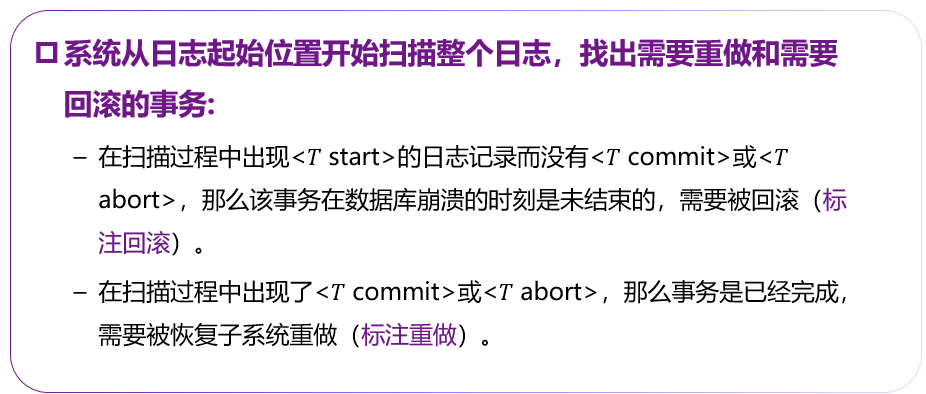 系统从日志起始位置开始扫描整个日志，找出需要重做和需要
回滚的事务:
– 在扫描过程中出现<T start>的日志记录而没有<T commit>或<T
abort>，那么该事务在数据库崩溃的时刻是未结束的，需要被回滚（标
注回滚）。
– 在扫描过程中出现了<T commit>或<T abort>，那么事务是已经完成，
需要被恢复子系统重做（标注重做）。